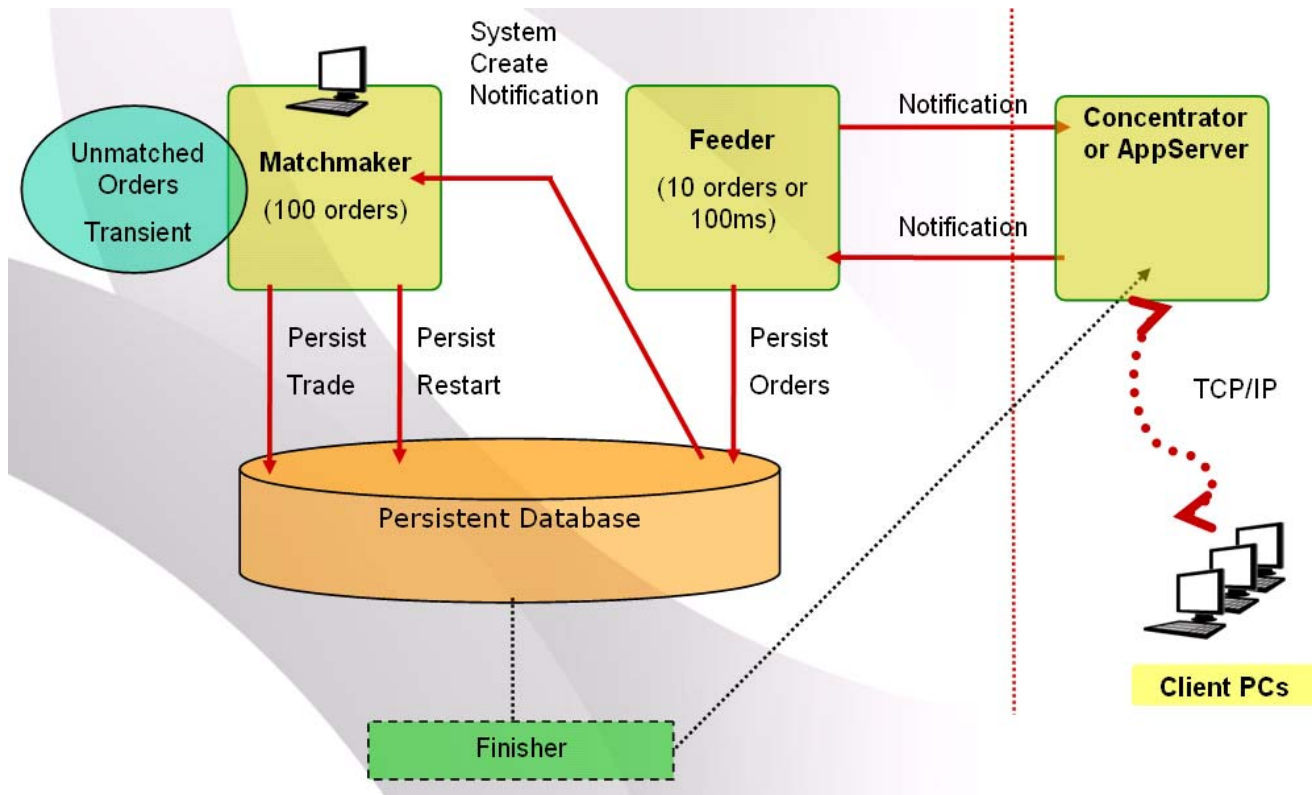 System
Create
Notification
Unmatched
Orders
Transient
Matchmaker
(100 orders)
Feeder
(10 orders or
100ms)
Notification
Notification
Concentrator
or AppServer
Persist
Trade
Persist
Restart
Persist
Orders
TCP/IP
Persistent Database
Client PCs
Finisher